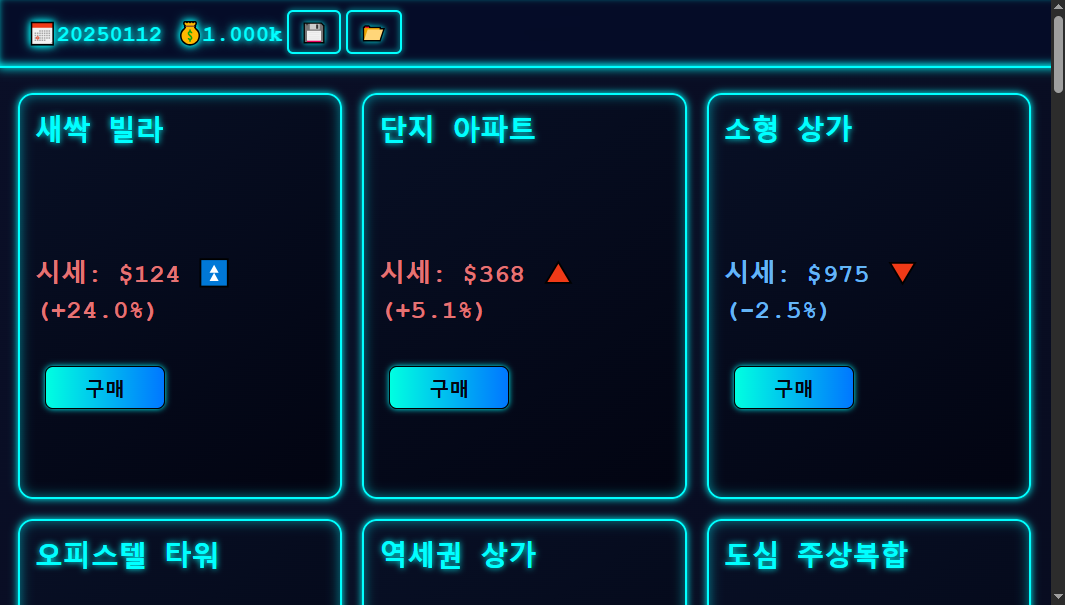 20250112 1.000k
새싹 빌라
시세: $124
(+24.0%)
구매
단지 아파트
시세: $368
(+5.1%)
구매
소형 상가
시세: $975
(-2.5%)
구매
오피스텔 타워
역세권 상가
도심 주상복합